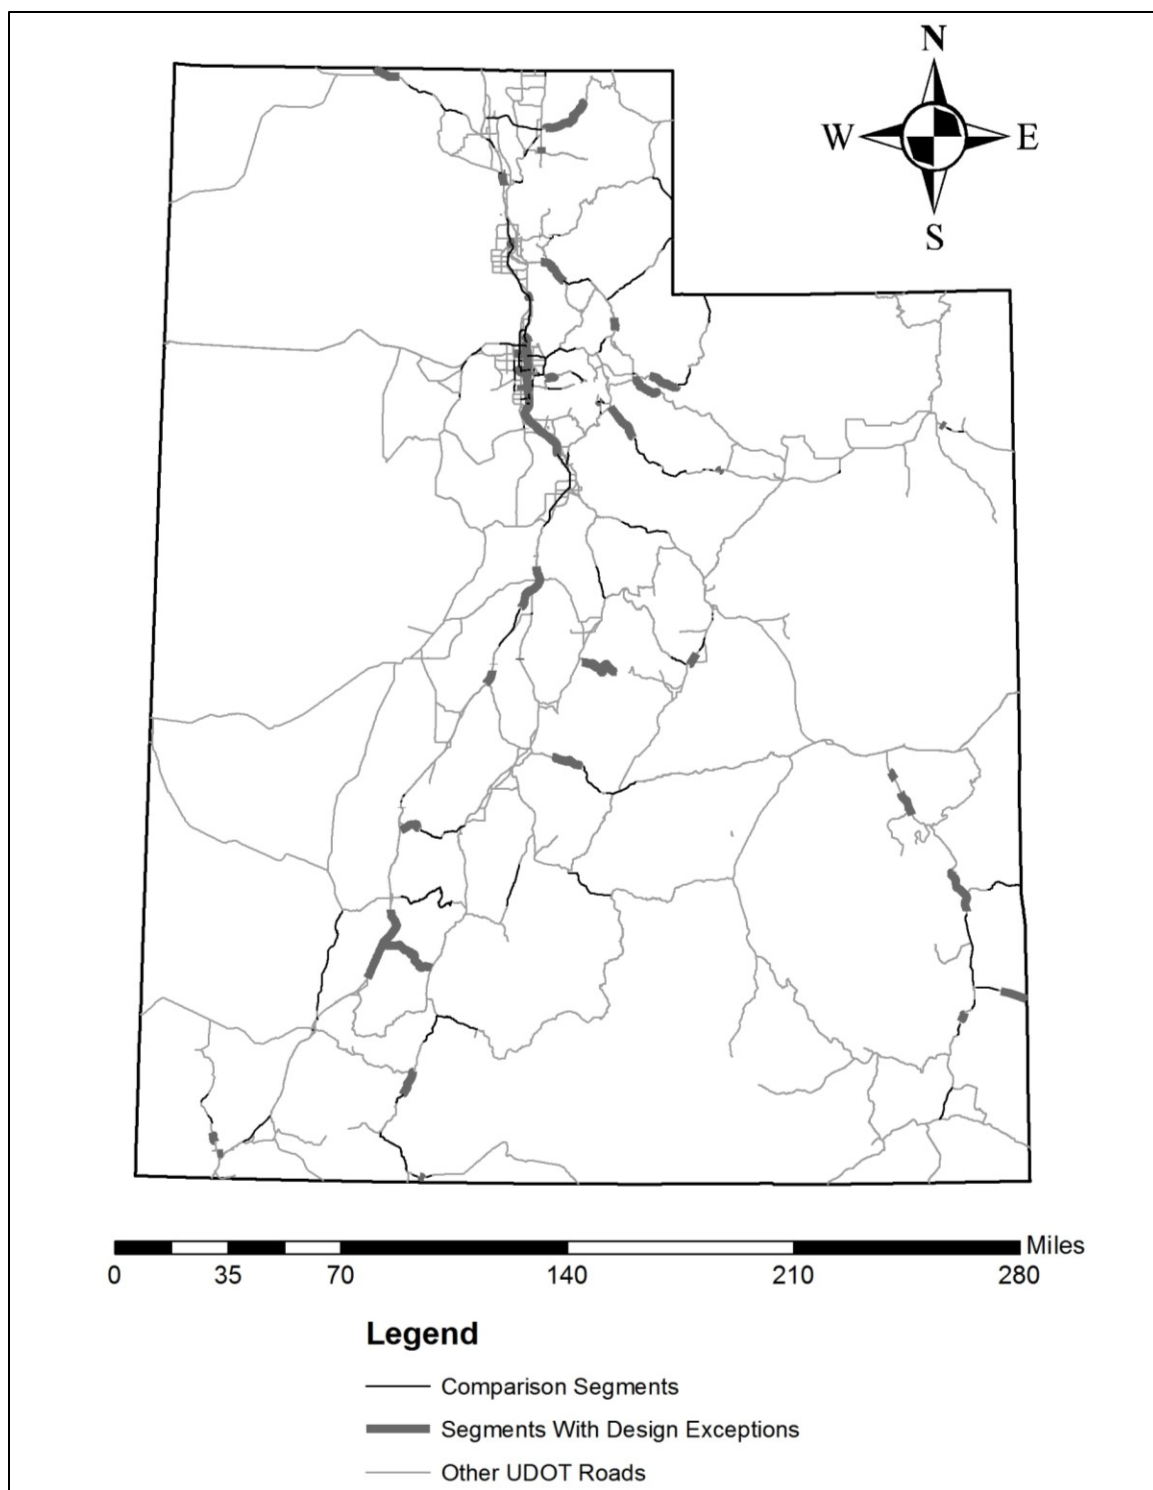 N
W E
S
Miles
0 35 70 140 210 280
Legend
Comparison Segments
Segments With Design Exceptions
Other UDOT Roads